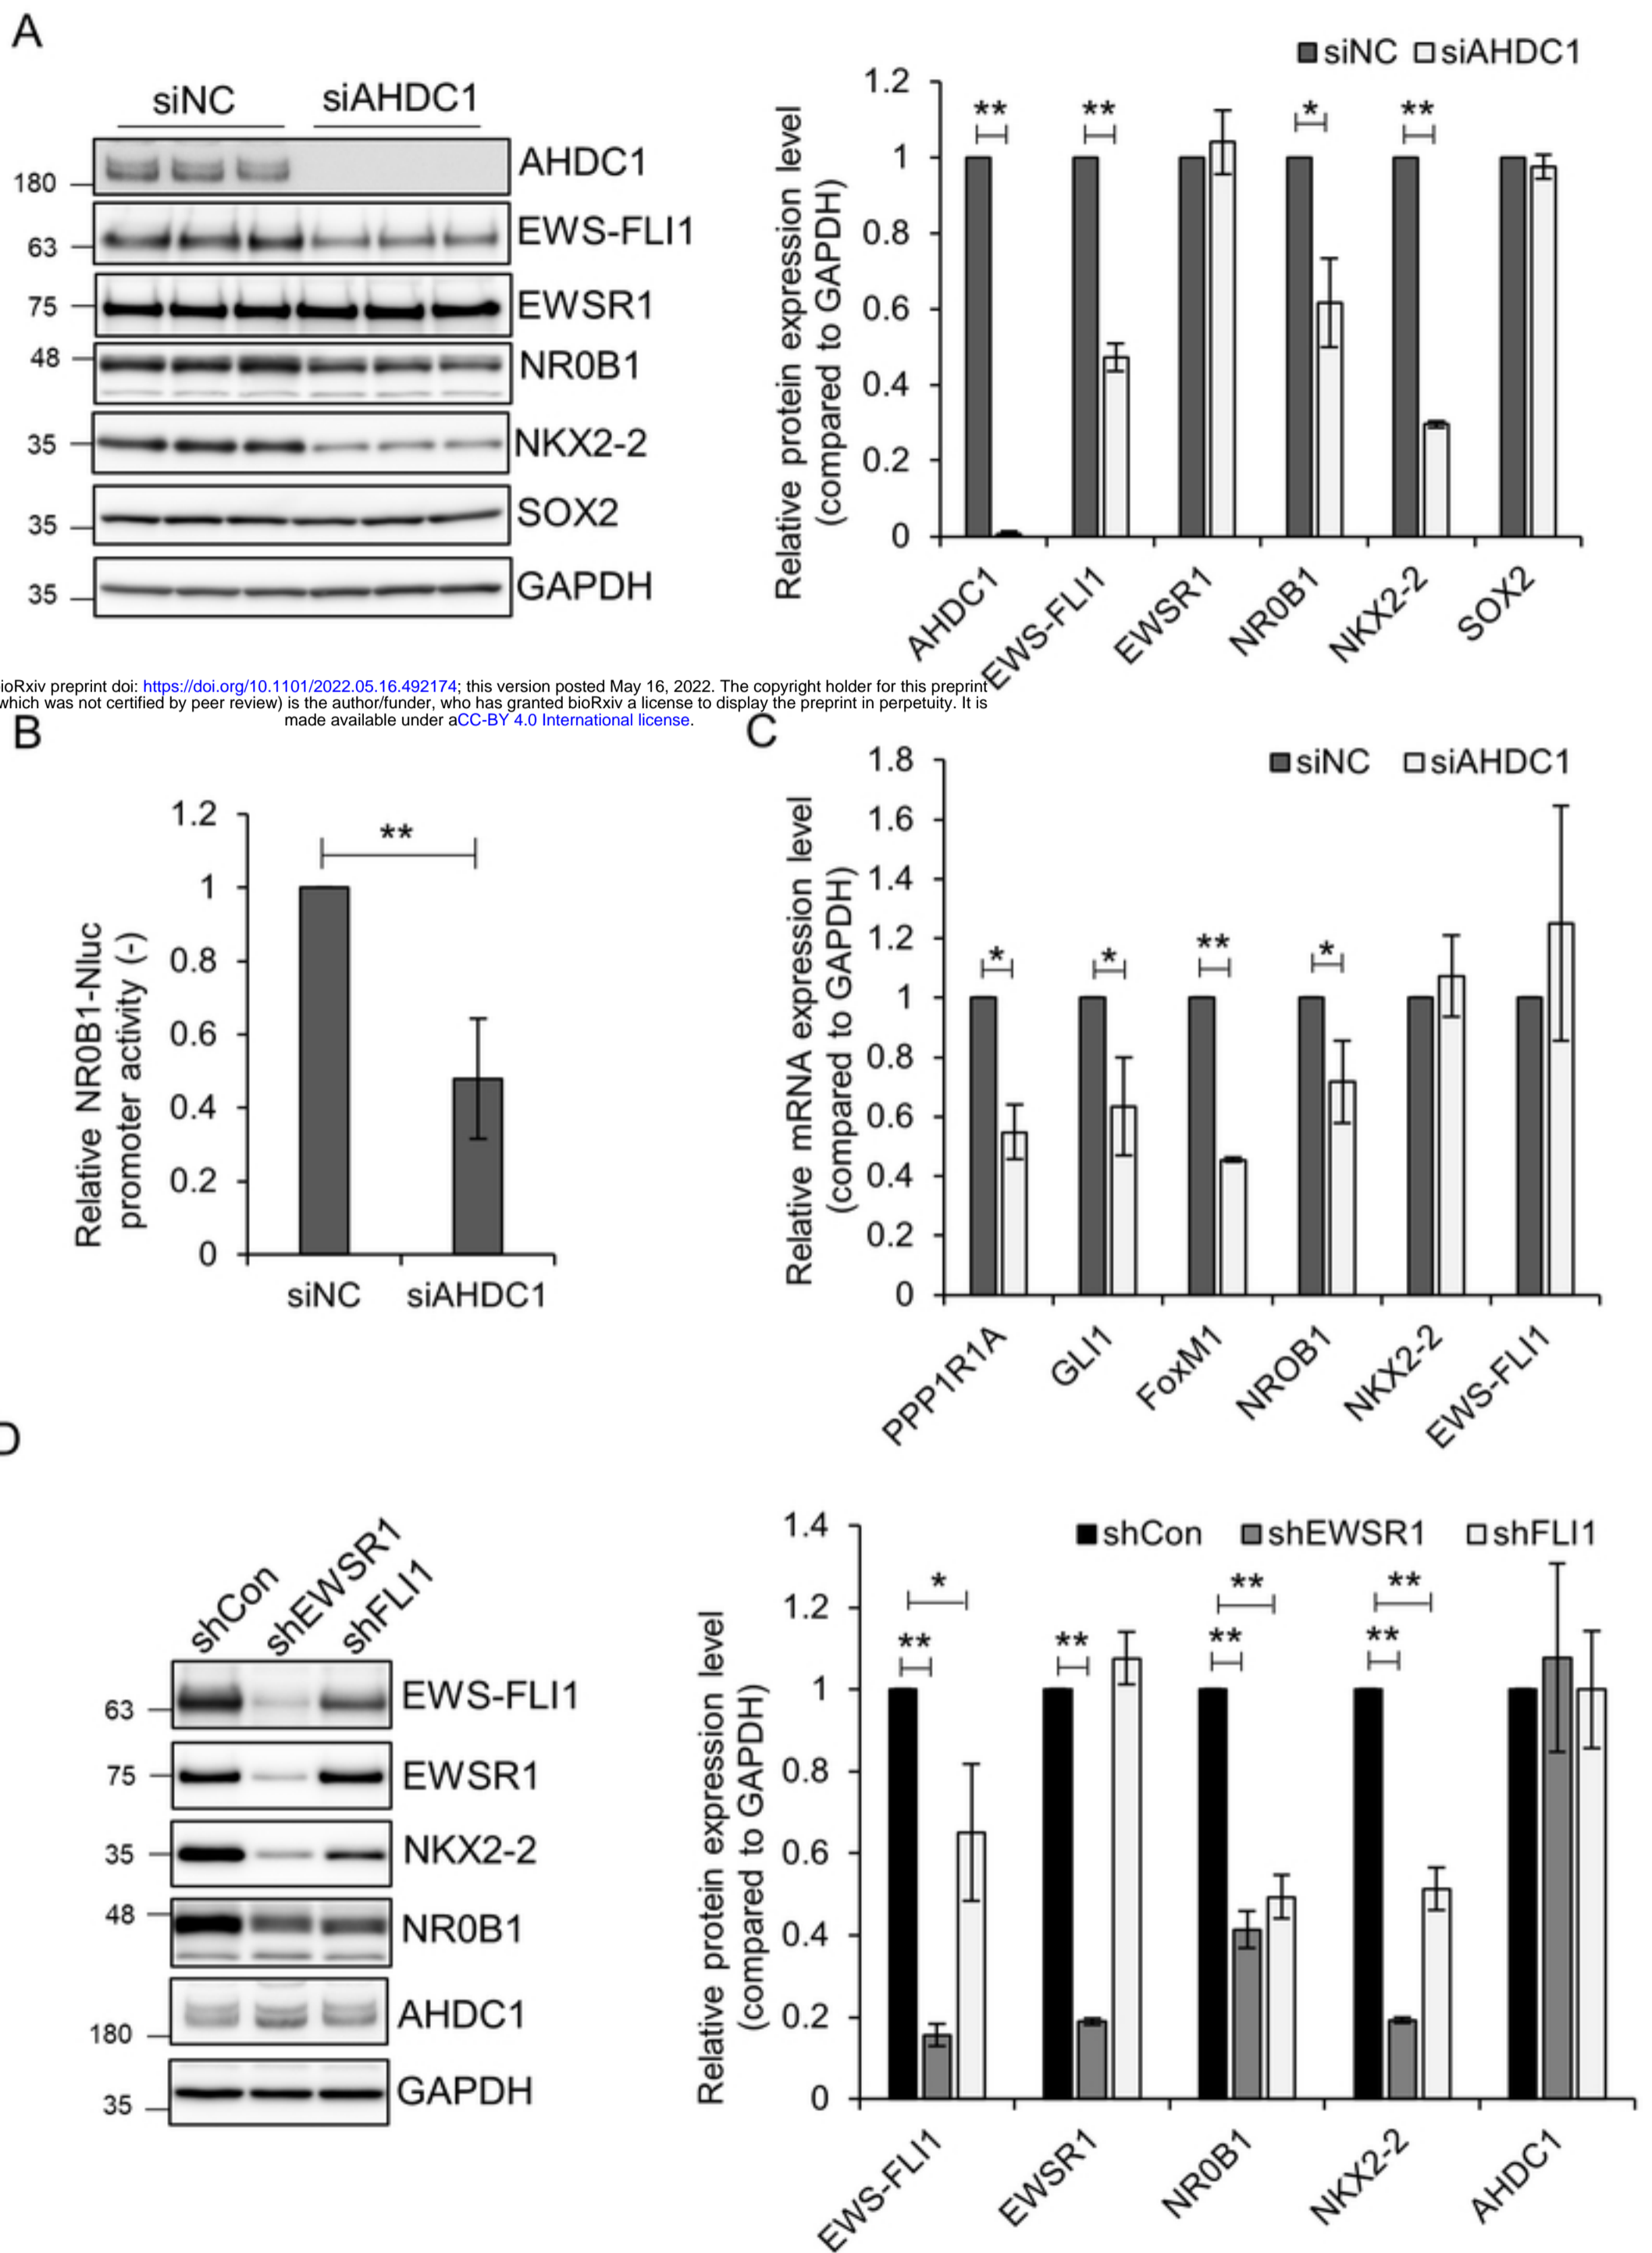 A
siNC siAHDC1
AHDC1
180
EWS-FLI1
63
EWSR1
75
NR0B1
48
NKX2-2
35
SOX2
35
GAPDH
35
siNC siAHDC1
Relative protein expression level
(compared to GAPDH)
1.2
1
0.8
0.6
0.4
0.2
0
** ** * **
AHDC1 EWS-FLI1 EWSR1 NR0B1 NKX2-2 SOX2
ioRxiv preprint doi: https://doi.org/10.1101/2022.05.16.492174; this version posted May 16, 2022. The copyright holder for this preprint
which was not certified by peer review) is the author/funder, who has granted bioRxiv a license to display the preprint in perpetuity. It is
made available under aCC-BY 4.0 International license.
B
Relative NR0B1-Nluc
promoter activity (-)
1.2
1
0.8
0.6
0.4
0.2
0
**
siNC siAHDC1
C
siNC siAHDC1
Relative mRNA expression level
(compared to GAPDH)
1.8
1.6
1.4
1.2
1
0.8
0.6
0.4
0.2
0
* * ** *
PPP1R1A GLI1 FoxM1 NROB1 NKX2-2 EWS-FLI1
D
shCon shEWSR1 shFLI1
EWS-FLI1
63
EWSR1
75
NKX2-2
35
NR0B1
48
AHDC1
180
GAPDH
35
shCon shEWSR1 shFLI1
Relative protein expression level
(compared to GAPDH)
1.4
1.2
1
0.8
0.6
0.4
0.2
0
* ** **
** ** ** **
EWS-FLI1 EWSR1 NR0B1 NKX2-2 AHDC1